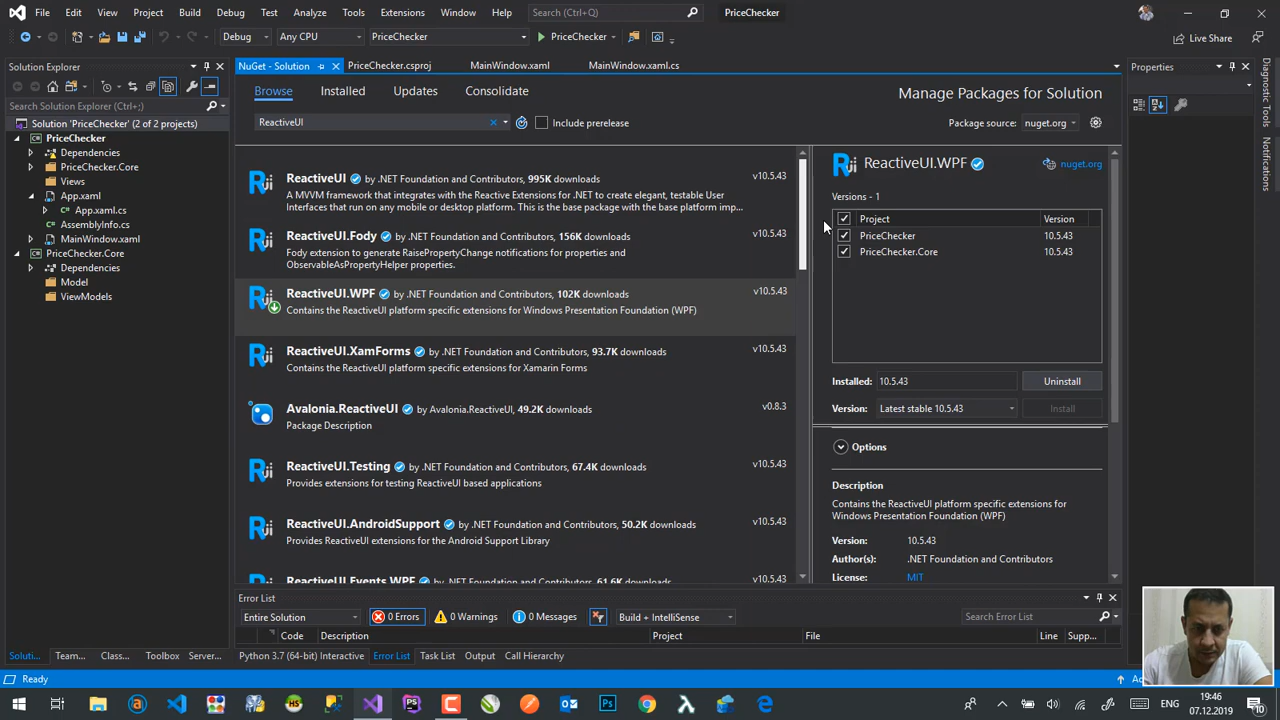 File Edit View Project Build Debug Test Analyze Tools Extensions Window Help Search (Ctrl+Q) PriceChecker
Debug Any CPU PriceChecker PriceChecker Live Share
Solution Explorer
Search Solution Explorer (Ctrl+;)
Solution 'PriceChecker' (2 of 2 projects)
PriceChecker
Dependencies
PriceChecker.Core
Views
App.xaml
App.xaml.cs
AssemblyInfo.cs
MainWindow.xaml
PriceChecker.Core
Dependencies
Model
ViewModels
Soluti... Team... Class... Toolbox Server...
NuGet - Solution PriceChecker.csproj MainWindow.xaml MainWindow.xaml.cs
Browse Installed Updates Consolidate
Manage Packages for Solution
ReactiveUI
Include prerelease
Package source: nuget.org
ReactiveUI by .NET Foundation and Contributors, 995K downloads v10.5.43
A MVVM framework that integrates with the Reactive Extensions for .NET to create elegant, testable User
Interfaces that run on any mobile or desktop platform. This is the base package with the base platform imp...
ReactiveUI.Fody by .NET Foundation and Contributors, 156K downloads v10.5.43
Fody extension to generate RaisePropertyChange notifications for properties and
ObservableAsPropertyHelper properties.
ReactiveUI.WPF by .NET Foundation and Contributors, 102K downloads v10.5.43
Contains the ReactiveUI platform specific extensions for Windows Presentation Foundation (WPF)
ReactiveUI.XamForms by .NET Foundation and Contributors, 93.7K downloads v10.5.43
Contains the ReactiveUI platform specific extensions for Xamarin Forms
Avalonia.ReactiveUI by Avalonia.ReactiveUI, 49.2K downloads v0.8.3
Package Description
ReactiveUI.Testing by .NET Foundation and Contributors, 67.4K downloads v10.5.43
Provides extensions for testing ReactiveUI based applications
ReactiveUI.AndroidSupport by .NET Foundation and Contributors, 50.2K downloads v10.5.43
Provides ReactiveUI extensions for the Android Support Library
ReactiveUI.Events.WPF by .NET Foundation and Contributors, 61.6K downloads v10.5.43
ReactiveUI.WPF nuget.org
Versions - 1
Project Version
PriceChecker 10.5.43
PriceChecker.Core 10.5.43
Installed: 10.5.43 Uninstall
Version: Latest stable 10.5.43 Install
Options
Description
Contains the ReactiveUI platform specific extensions for
Windows Presentation Foundation (WPF)
Version: 10.5.43
Author(s): .NET Foundation and Contributors
License: MIT
Properties
Diagnostic Tools
Notifications
Error List
Entire Solution 0 Errors 0 Warnings 0 Messages Build + IntelliSense Search Error List
Code Description Project File Line Supp...
Python 3.7 (64-bit) Interactive Error List Task List Output Call Hierarchy
Ready
ENG 19:46
07.12.2019
10